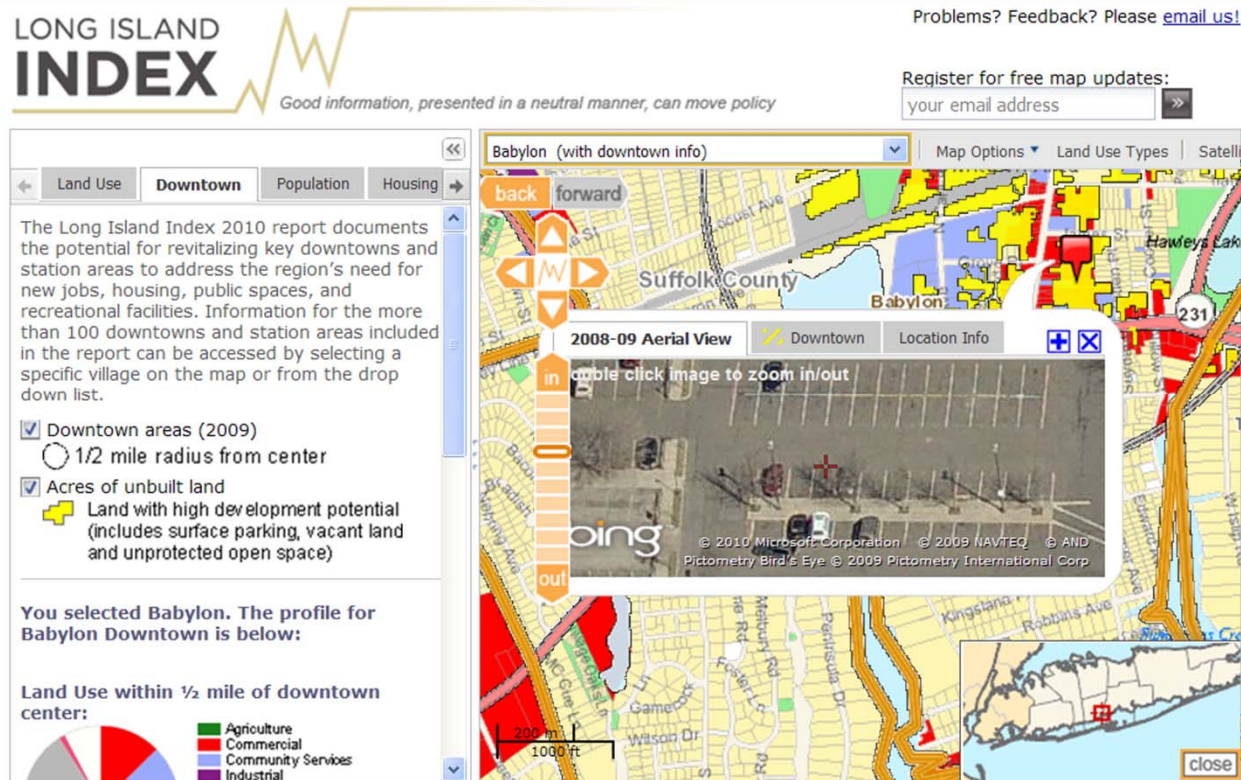 LONG ISLAND
INDEX
Good information, presented in a neutral manner, can move policy
Problems? Feedback? Please email us!
Register for free map updates:
your email address
»
Land Use
Downtown
Population
Housing
The Long Island Index 2010 report documents
the potential for revitalizing key downtowns and
station areas to address the region's need for
new jobs, housing, public spaces, and
recreational facilities. Information for the more
than 100 downtowns and station areas included
in the report can be accessed by selecting a
specific village on the map or from the drop
down list.
Downtown areas (2009)
1/2 mile radius from center
Acres of unbuilt land
Land with high development potential
(includes surface parking, vacant land
and unprotected open space)
You selected Babylon. The profile for
Babylon Downtown is below:
Land Use within ½ mile of downtown
center:
Agriculture
Commercial
Community Services
Industrial
Babylon (with downtown info)
Map Options
Land Use Types
Satelli
back
forward
Locust Ave
Suffolk County
Babylon
Hawleys Lake
231
2008-09 Aerial View
Downtown
Location Info
in
ouble click image to zoom in/out
bing
© 2010 Microsoft Corporation © 2009 NAVTEQ © AND
Pictometry Bird's Eye © 2009 Pictometry International Corp
out
Kingsland
Robbins Ave
Peninsula Dr
Wilson Dr
200 m
1000 ft
close